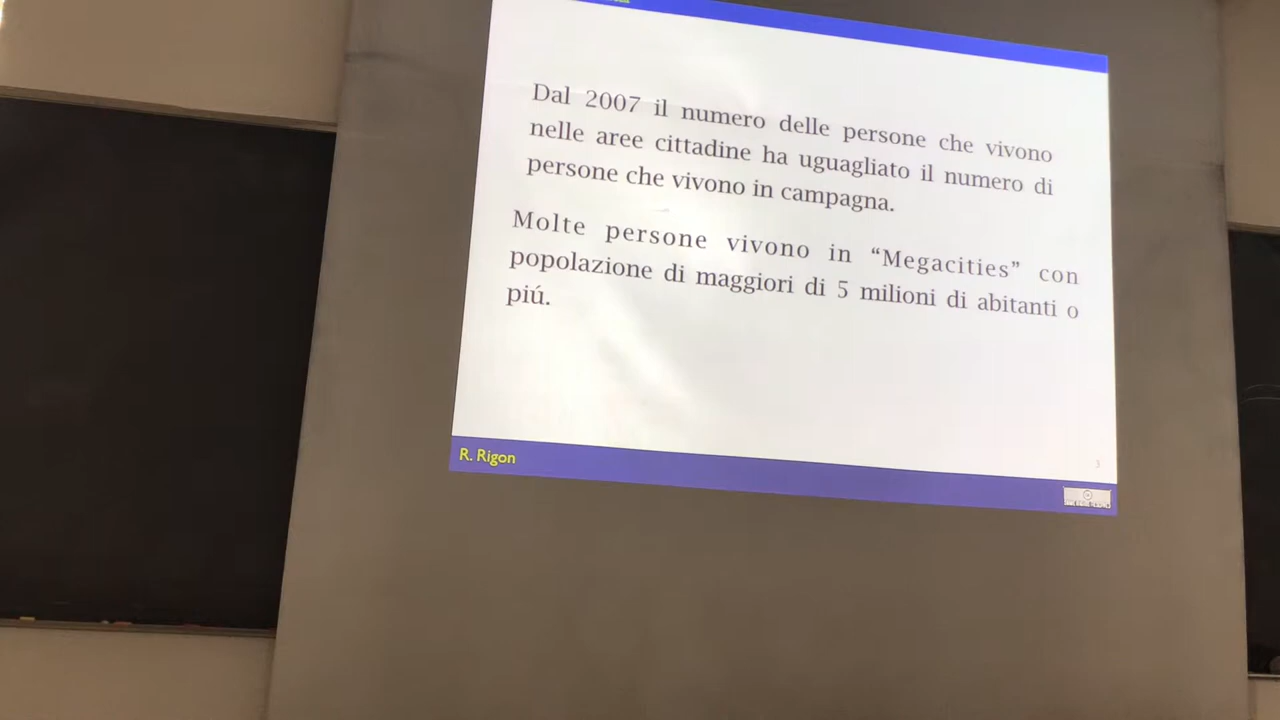 Dal 2007 il numero delle persone che vivono
nelle aree cittadine ha uguagliato il numero di
persone che vivono in campagna.
Molte persone vivono in “Megacities” con
popolazione di maggiori di 5 milioni di abitanti o
piú.
R. Rigon
3